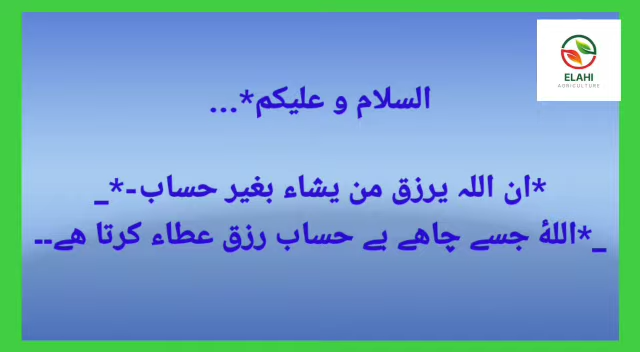 ELAHI
AGRICULTURE
السلام و علیکم*...
*ان اللہ یرزق من یشاء بغیر حساب-*_
_*اللهٔ جسے چاھے بے حساب رزق عطاء کرتا ھے--